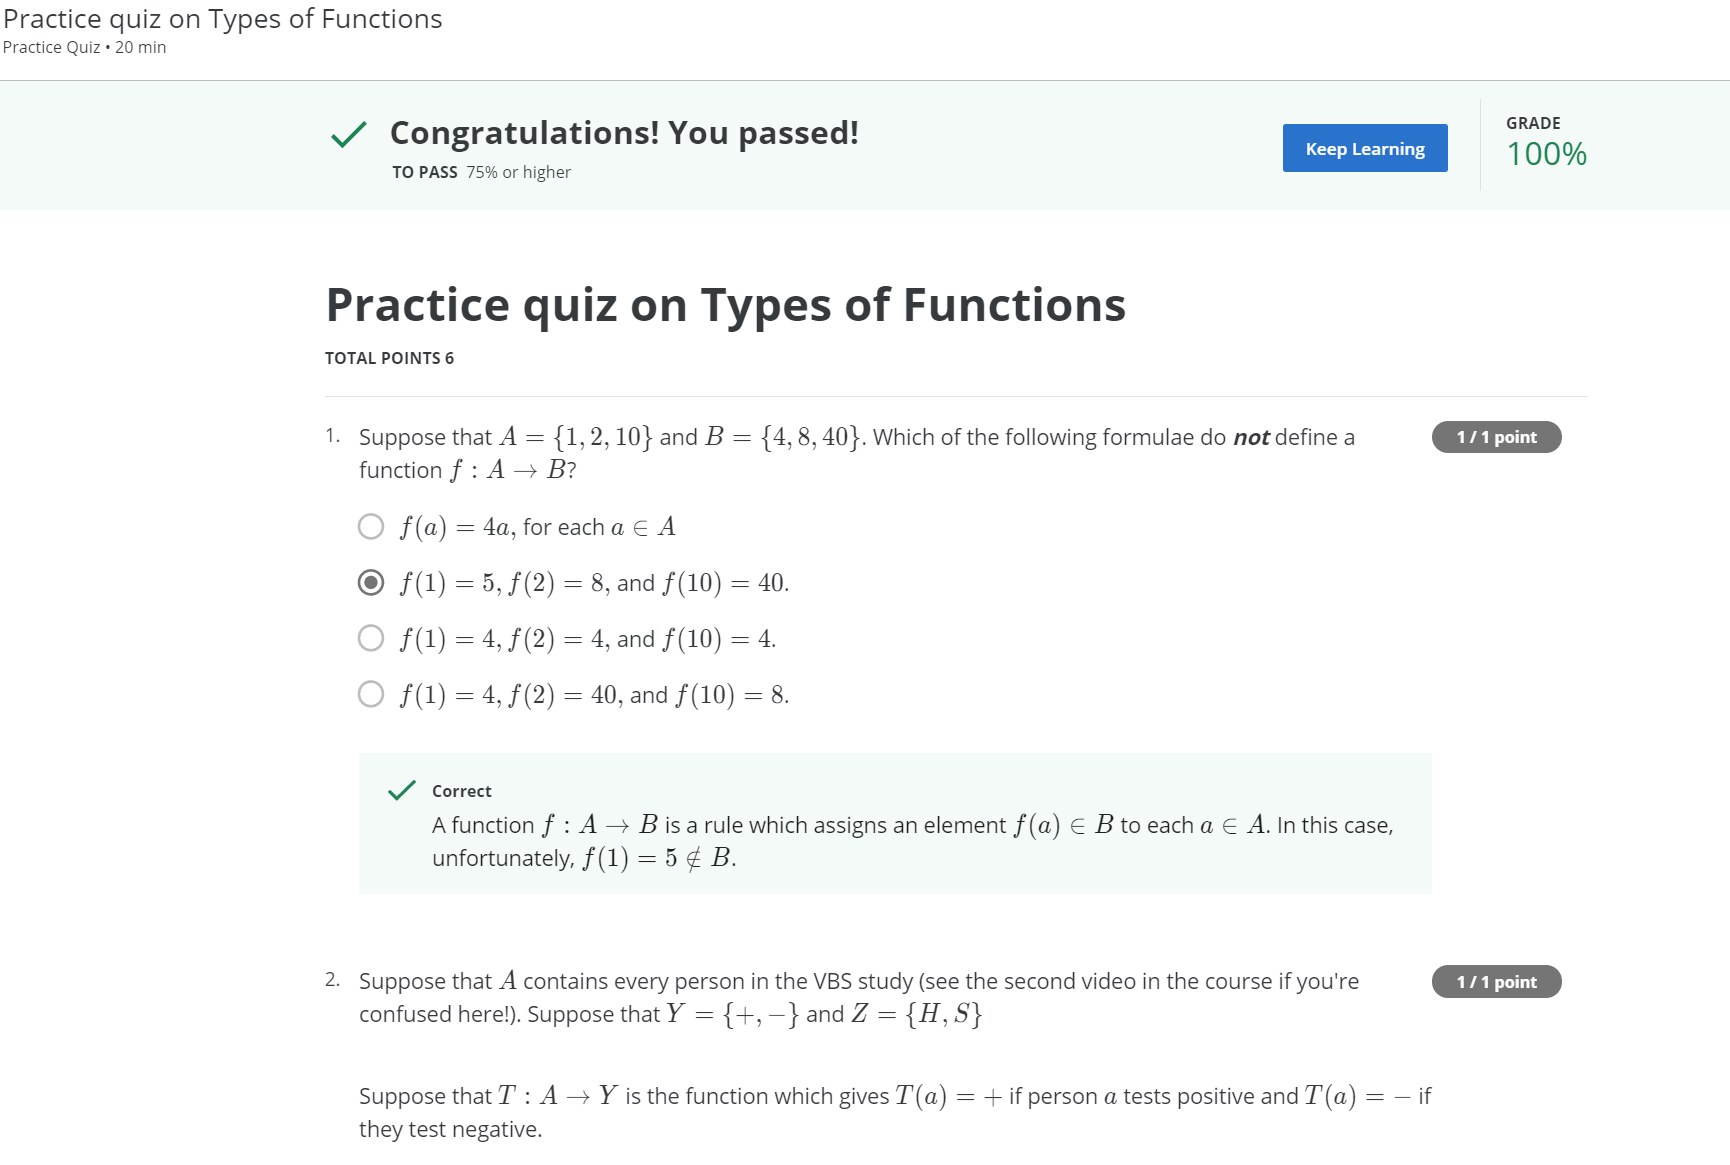 Practice quiz on Types of Functions
Practice Quiz • 20 min
Congratulations! You passed!
TO PASS 75% or higher
Keep Learning
GRADE
100%
Practice quiz on Types of Functions
TOTAL POINTS 6
1. Suppose that A = {1, 2, 10} and B = {4, 8, 40}. Which of the following formulae do not define a
function f : A → B?
1 / 1 point
f(a) = 4a, for each a ∈ A
f(1) = 5, f(2) = 8, and f(10) = 40.
f(1) = 4, f(2) = 4, and f(10) = 4.
f(1) = 4, f(2) = 40, and f(10) = 8.
Correct
A function f : A → B is a rule which assigns an element f(a) ∈ B to each a ∈ A. In this case,
unfortunately, f(1) = 5 ∉ B.
2. Suppose that A contains every person in the VBS study (see the second video in the course if you're
confused here!). Suppose that Y = {+, −} and Z = {H, S}
1 / 1 point
Suppose that T : A → Y is the function which gives T(a) = + if person a tests positive and T(a) = − if
they test negative.